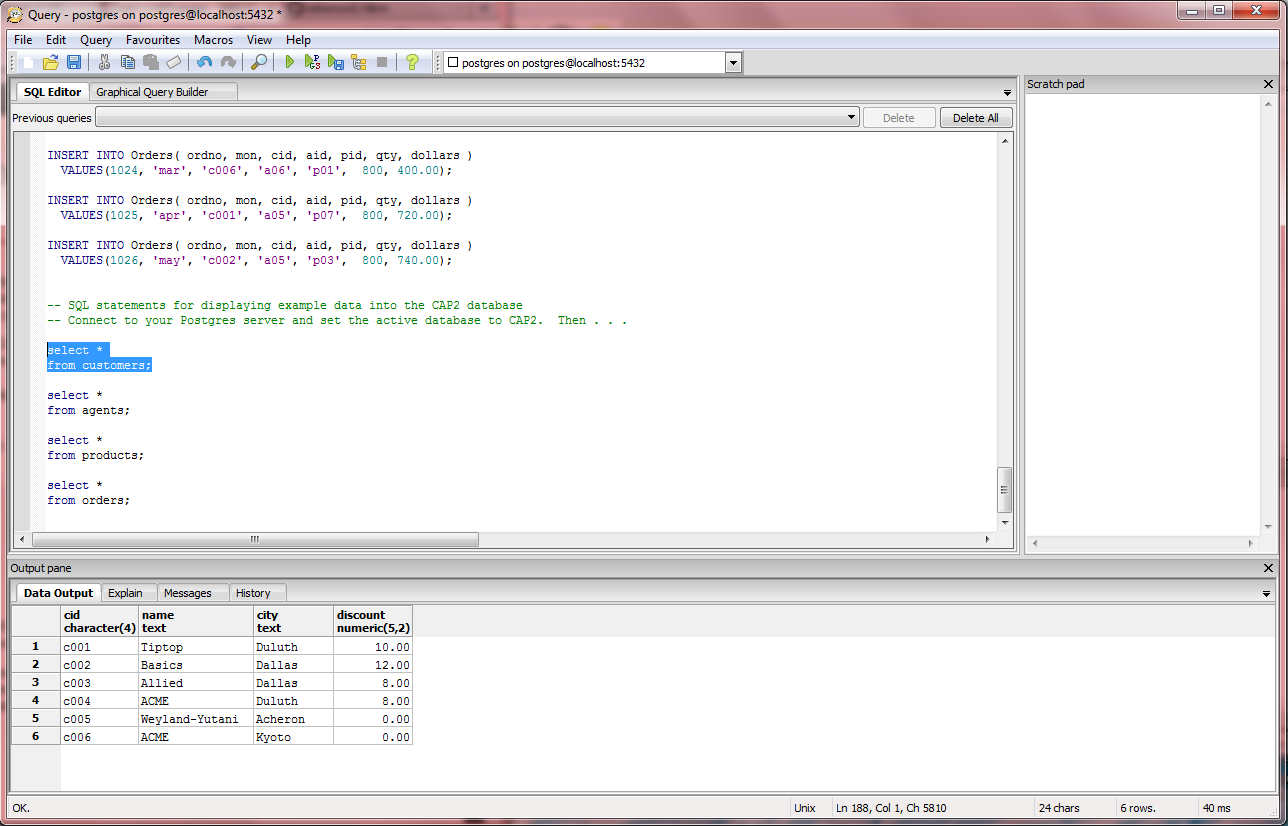 Query - postgres on postgres@localhost:5432 *
File Edit Query Favourites Macros View Help
postgres on postgres@localhost:5432
SQL Editor Graphical Query Builder
Previous queries Delete Delete All
INSERT INTO Orders( ordno, mon, cid, aid, pid, qty, dollars )
VALUES(1024, 'mar', 'c006', 'a06', 'p01',  800, 400.00);
INSERT INTO Orders( ordno, mon, cid, aid, pid, qty, dollars )
VALUES(1025, 'apr', 'c001', 'a05', 'p07',  800, 720.00);
INSERT INTO Orders( ordno, mon, cid, aid, pid, qty, dollars )
VALUES(1026, 'may', 'c002', 'a05', 'p03',  800, 740.00);
-- SQL statements for displaying example data into the CAP2 database
-- Connect to your Postgres server and set the active database to CAP2.  Then . . .
select *
from customers;
select *
from agents;
select *
from products;
select *
from orders;
Scratch pad
Output pane
Data Output Explain Messages History
cid name city discount
character(4) text text numeric(5,2)
1 c001 Tiptop Duluth 10.00
2 c002 Basics Dallas 12.00
3 c003 Allied Dallas 8.00
4 c004 ACME Duluth 8.00
5 c005 Weyland-Yutani Acheron 0.00
6 c006 ACME Kyoto 0.00
OK. Unix Ln 188, Col 1, Ch 5810 24 chars 6 rows. 40 ms